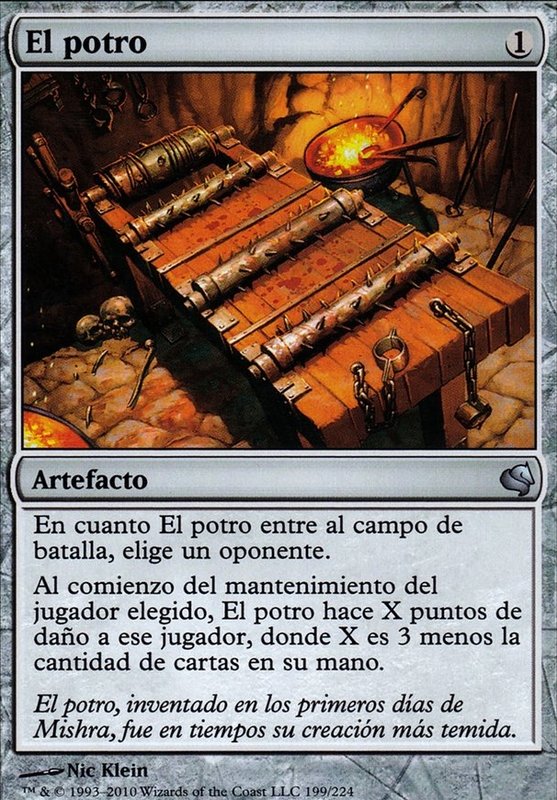 El potro
1
Artefacto
En cuanto El potro entre al campo de
batalla, elige un oponente.
Al comienzo del mantenimiento del
jugador elegido, El potro hace X puntos de
daño a ese jugador, donde X es 3 menos la
cantidad de cartas en su mano.
El potro, inventado en los primeros días de
Mishra, fue en tiempos su creación más temida.
Nic Klein
™ & © 1993–2010 Wizards of the Coast LLC 199/224